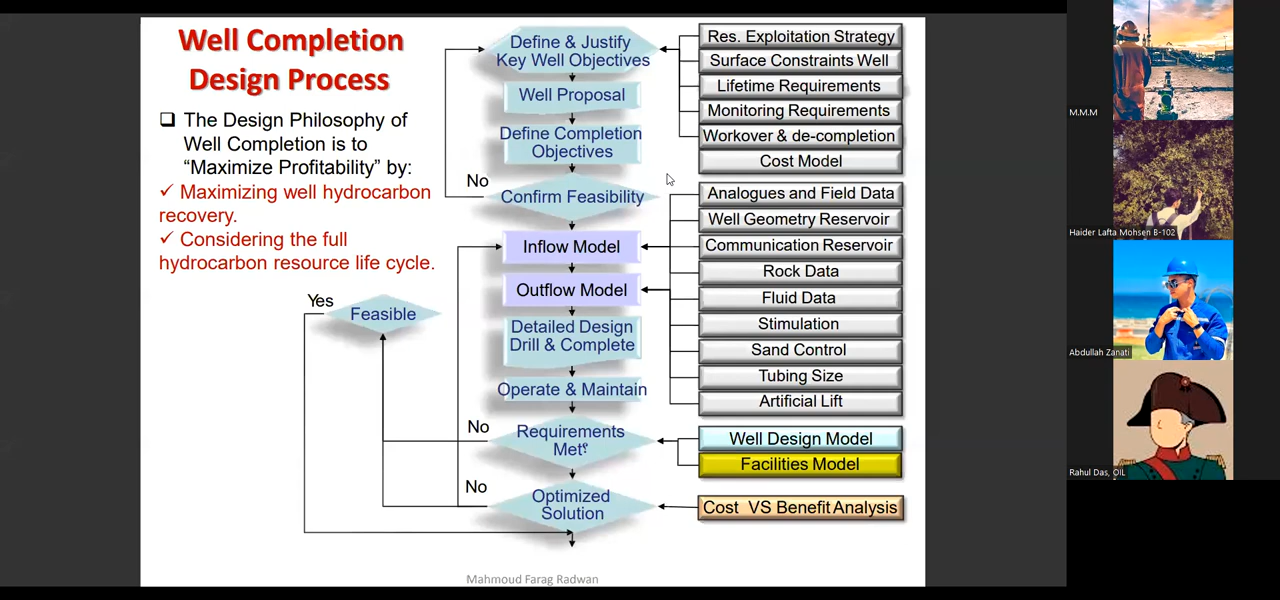 Well Completion
Design Process
❑ The Design Philosophy of
Well Completion is to
“Maximize Profitability” by:
✓ Maximizing well hydrocarbon
recovery.
✓ Considering the full
hydrocarbon resource life cycle.
Define & Justify
Key Well Objectives
Well Proposal
Define Completion
Objectives
No
Confirm Feasibility
Inflow Model
Outflow Model
Yes
Feasible
Detailed Design
Drill & Complete
Operate & Maintain
No
Requirements
Met؟
No
Optimized
Solution
Res. Exploitation Strategy
Surface Constraints Well
Lifetime Requirements
Monitoring Requirements
Workover & de-completion
Cost Model
Analogues and Field Data
Well Geometry Reservoir
Communication Reservoir
Rock Data
Fluid Data
Stimulation
Sand Control
Tubing Size
Artificial Lift
Well Design Model
Facilities Model
Cost VS Benefit Analysis
Mahmoud Farag Radwan
M.M.M
Haider Lafta Mohsen B-102
Abdullah Zanati
Rahul Das, OIL